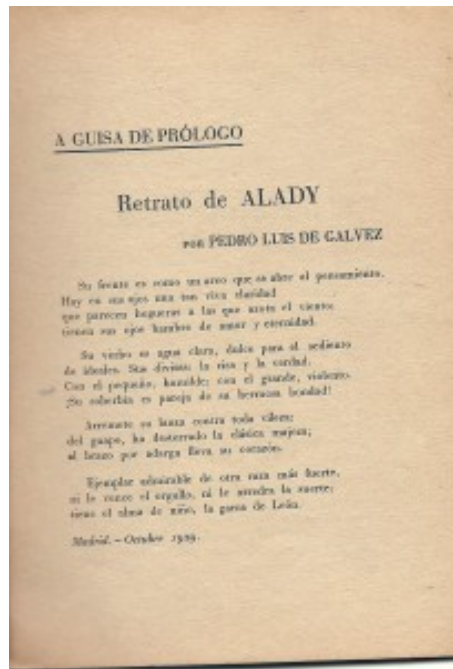 A GUISA DE PRÓLOGO
Retrato de ALADY
POR PEDRO LUIS DE GALVEZ
Su frente es como un arco que se abre al pensamiento.
Hay en sus ojos una tan viva claridad
que parecen hogueras a las que azota el viento:
tienen sus ojos hambre de amor y eternidad.
Su verbo es agua clara, dulce para el sediento
de ideales. Sus divisas: la risa y la verdad.
Con el pequeño, humilde; con el grande, violento.
¡Su soberbia es pareja de su hermosa bondad!
Arremete su lanza contra toda vileza;
del guapo, ha desterrado la clásica majeza;
al brazo por adarga lleva su corazón.
Ejemplar admirable de otra raza más fuerte,
ni le vence el orgullo, ni le arredra la suerte;
tiene el alma de niño, la garra de León.
Madrid. - Octubre 1929.